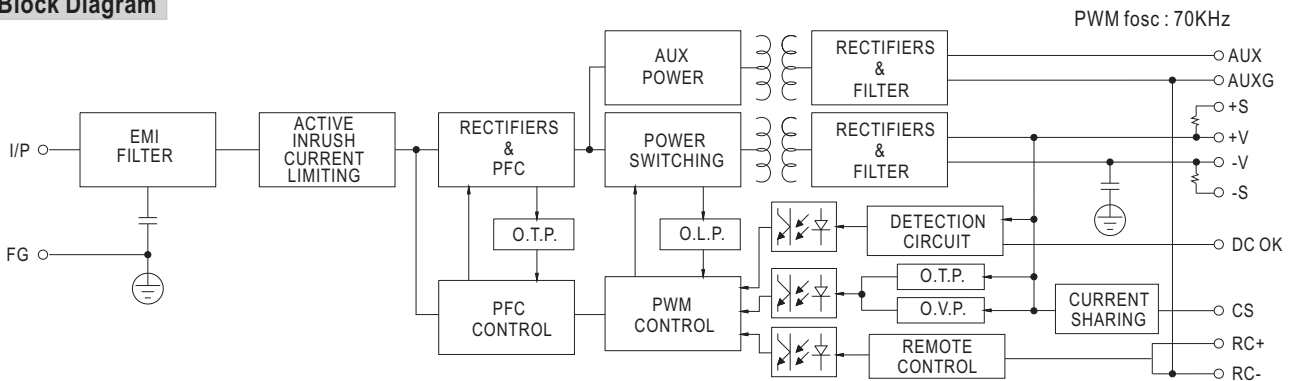 Block Diagram
PWM fosc : 70KHz
AUX
POWER
RECTIFIERS
&
FILTER
AUX
AUXG
+S
I/P
EMI
FILTER
ACTIVE
INRUSH
CURRENT
LIMITING
RECTIFIERS
&
PFC
POWER
SWITCHING
RECTIFIERS
&
FILTER
+V
-V
-S
FG
O.T.P.
O.L.P.
DETECTION
CIRCUIT
DC OK
PFC
CONTROL
PWM
CONTROL
O.T.P.
O.V.P.
CURRENT
SHARING
CS
REMOTE
CONTROL
RC+
RC-